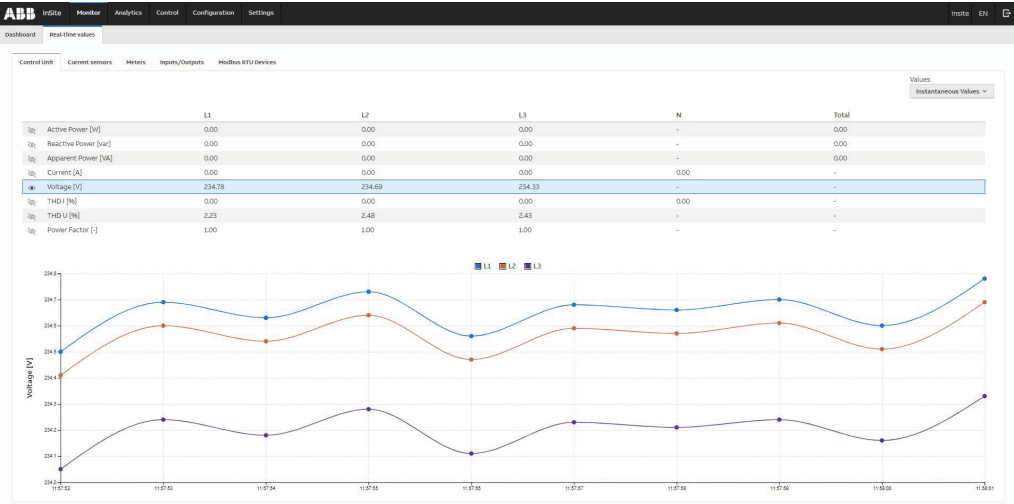 ABB InSite Monitor Analytics Control Configuration Settings Insite EN
Dashboard Real-time values
Control Unit Current sensors Meters Inputs/Outputs Modbus RTU Devices
Values
Instantaneous Values
L1 L2 L3 N Total
Active Power [W] 0.00 0.00 0.00 - 0.00
Reactive Power [var] 0.00 0.00 0.00 - 0.00
Apparent Power [VA] 0.00 0.00 0.00 - 0.00
Current [A] 0.00 0.00 0.00 0.00 -
Voltage [V] 234.78 234.69 234.33 - -
THD I [%] 0.00 0.00 0.00 0.00 -
THD U [%] 2.23 2.48 2.43 - -
Power Factor [-] 1.00 1.00 1.00 - -
L1 L2 L3
234.8
234.7
234.6
234.5
234.4
234.3
234.2
234.1
234.0
Voltage [V]
11:57:52 11:57:53 11:57:54 11:57:55 11:57:56 11:57:57 11:57:58 11:57:59 11:58:00 11:58:01